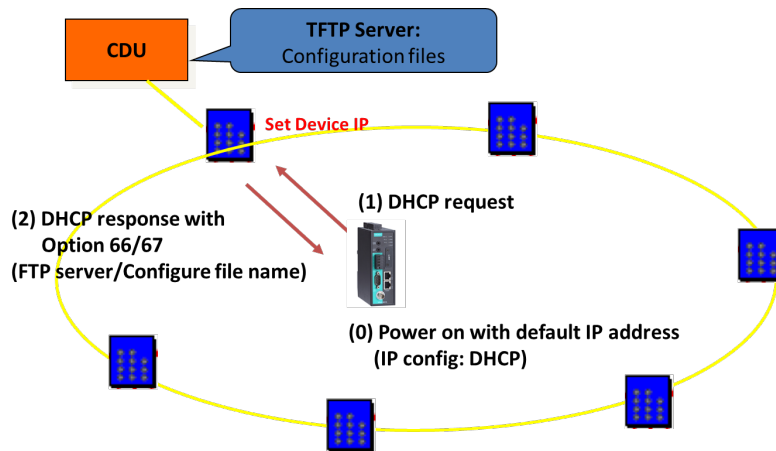 TFTP Server:
Configuration files
CDU
Set Device IP
(1) DHCP request
(2) DHCP response with
Option 66/67
(FTP server/Configure file name)
(0) Power on with default IP address
(IP config: DHCP)